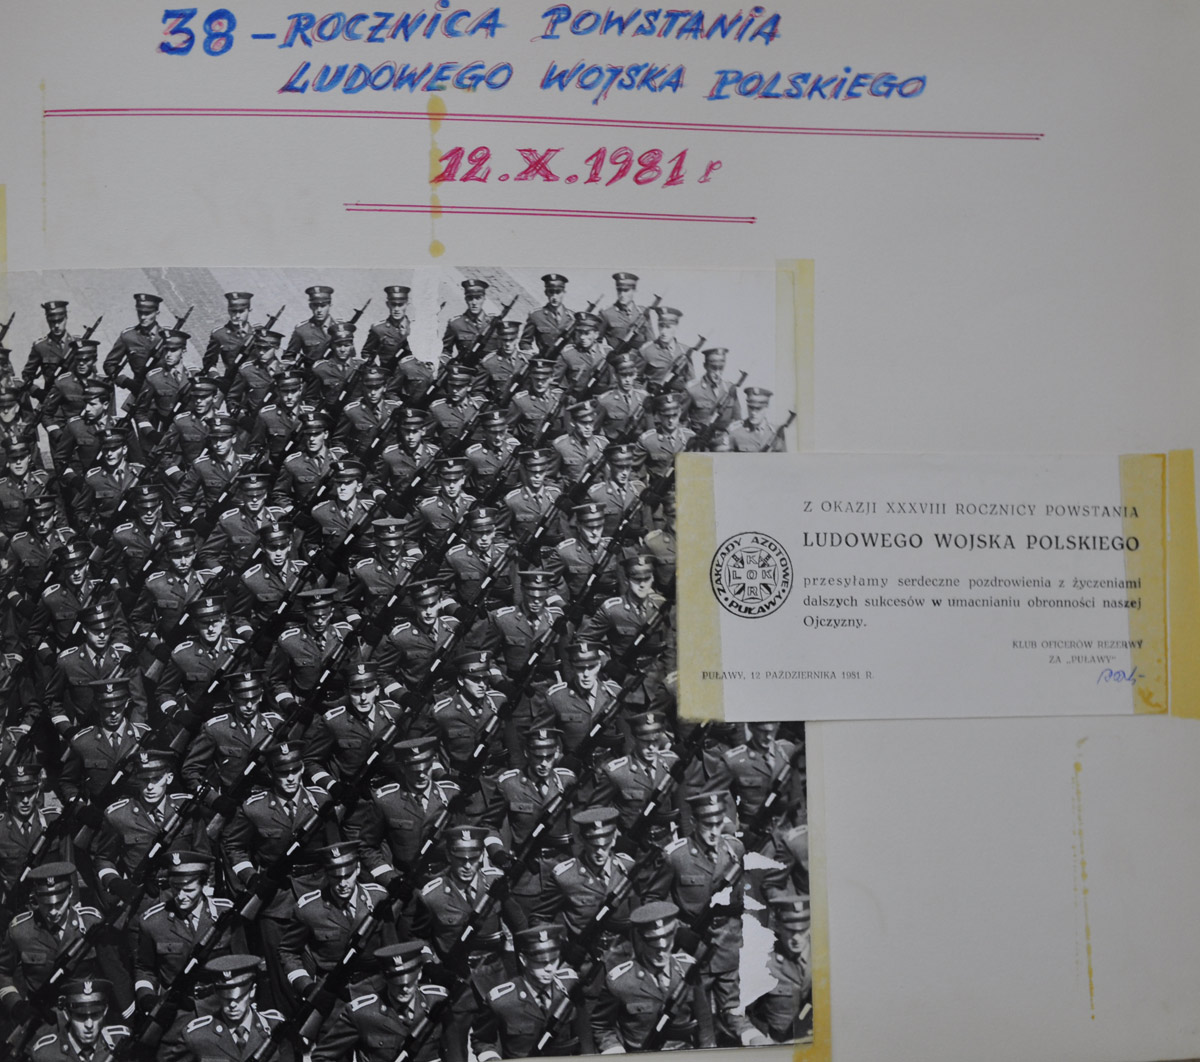 38-ROCZNICA POWSTANIA
LUDOWEGO WOJSKA POLSKIEGO
12.X.1981 r
Z OKAZJI XXXVIII ROCZNICY POWSTANIA
LUDOWEGO WOJSKA POLSKIEGO
przesyłamy serdeczne pozdrowienia z życzeniami
dalszych sukcesów w umacnianiu obronności naszej
Ojczyzny.
ZAKŁADY AZOTOWE
PUŁAWY
K
LOK
R
KLUB OFICERÓW REZERWY
ZA „PUŁAWY"
PUŁAWY, 12 PAŹDZIERNIKA 1981 R.